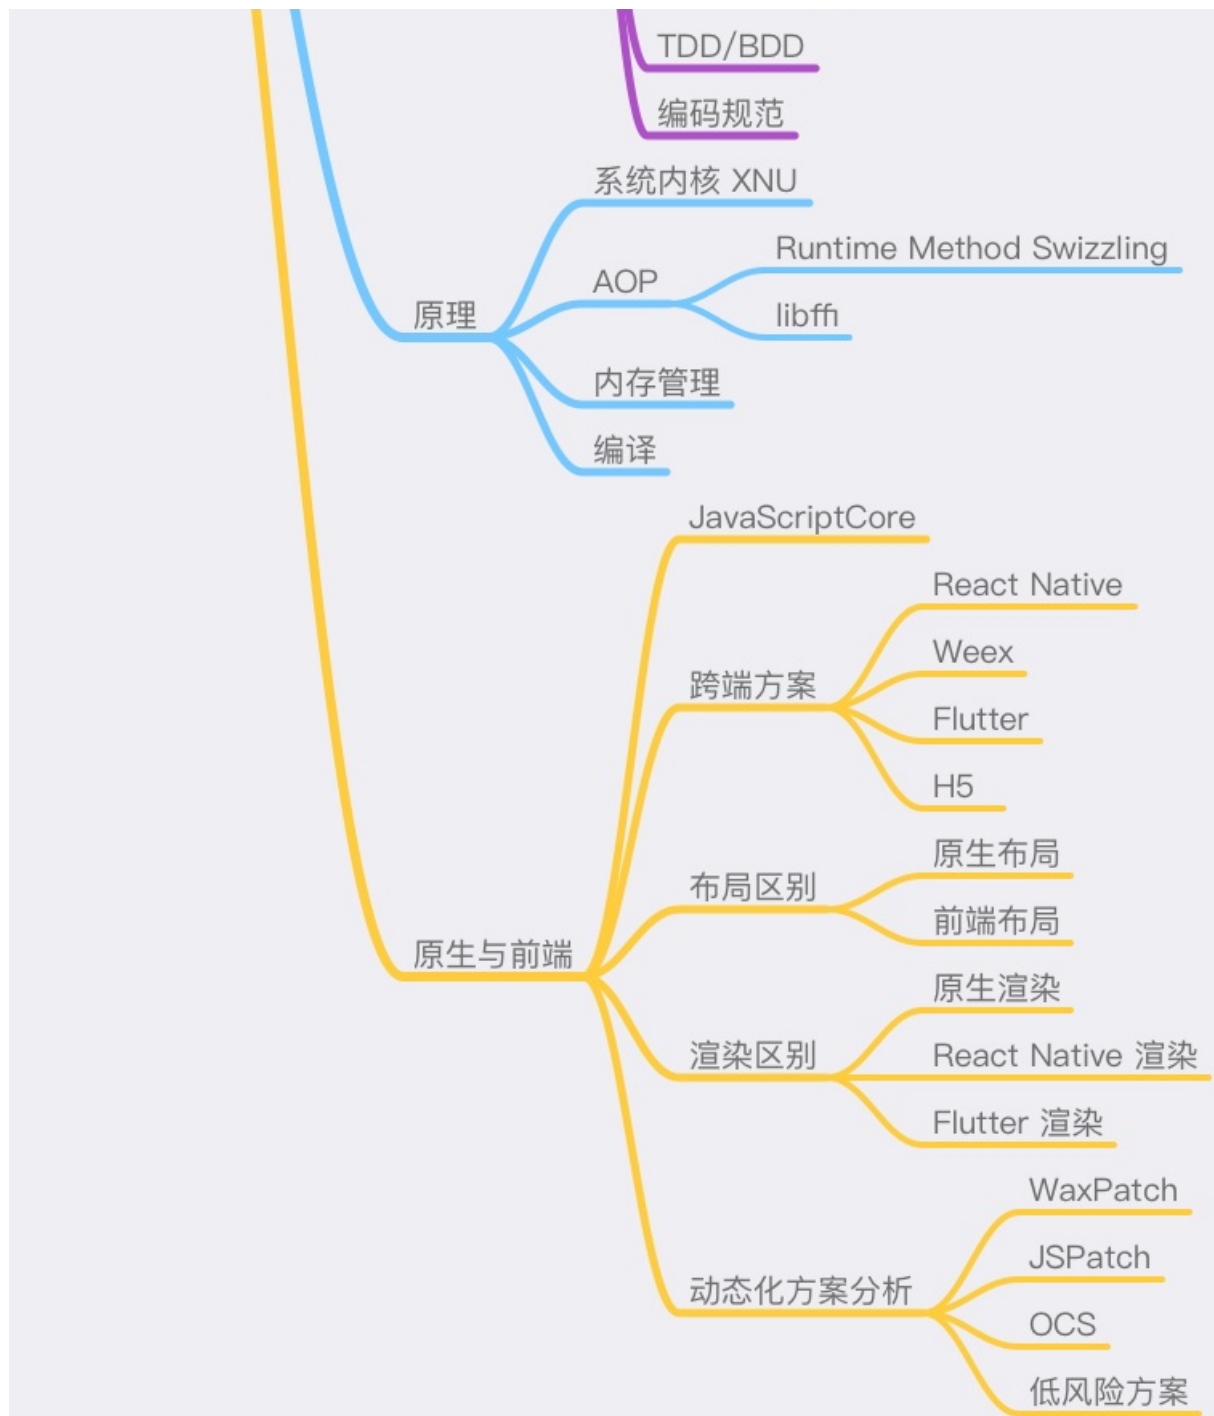 TDD/BDD
编码规范
系统内核 XNU
Runtime Method Swizzling
AOP
libffi
原理
内存管理
编译
JavaScriptCore
React Native
Weex
跨端方案
Flutter
H5
原生布局
布局区别
前端布局
原生与前端
原生渲染
渲染区别
React Native 渲染
Flutter 渲染
WaxPatch
JSPatch
动态化方案分析
OCS
低风险方案